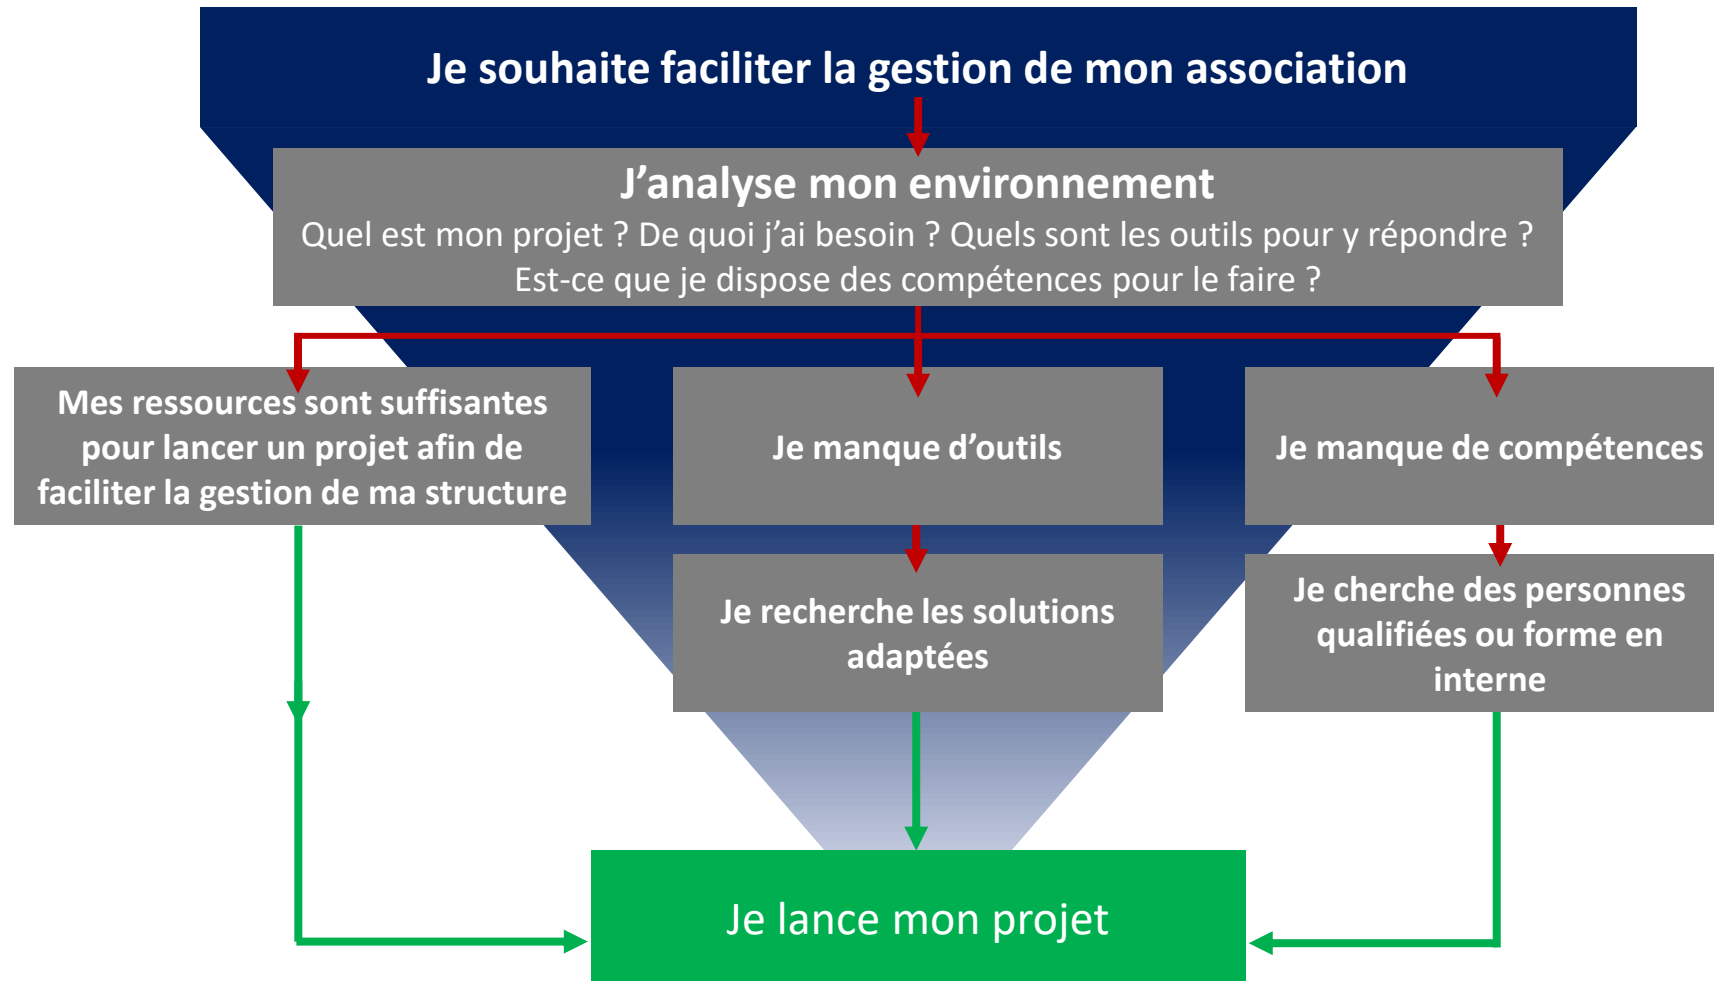 Je souhaite faciliter la gestion de mon association
J’analyse mon environnement
Quel est mon projet ? De quoi j’ai besoin ? Quels sont les outils pour y répondre ?
Est-ce que je dispose des compétences pour le faire ?
Mes ressources sont suffisantes
pour lancer un projet afin de
faciliter la gestion de ma structure
Je manque d’outils
Je manque de compétences
Je recherche les solutions
adaptées
Je cherche des personnes
qualifiées ou forme en
interne
Je lance mon projet